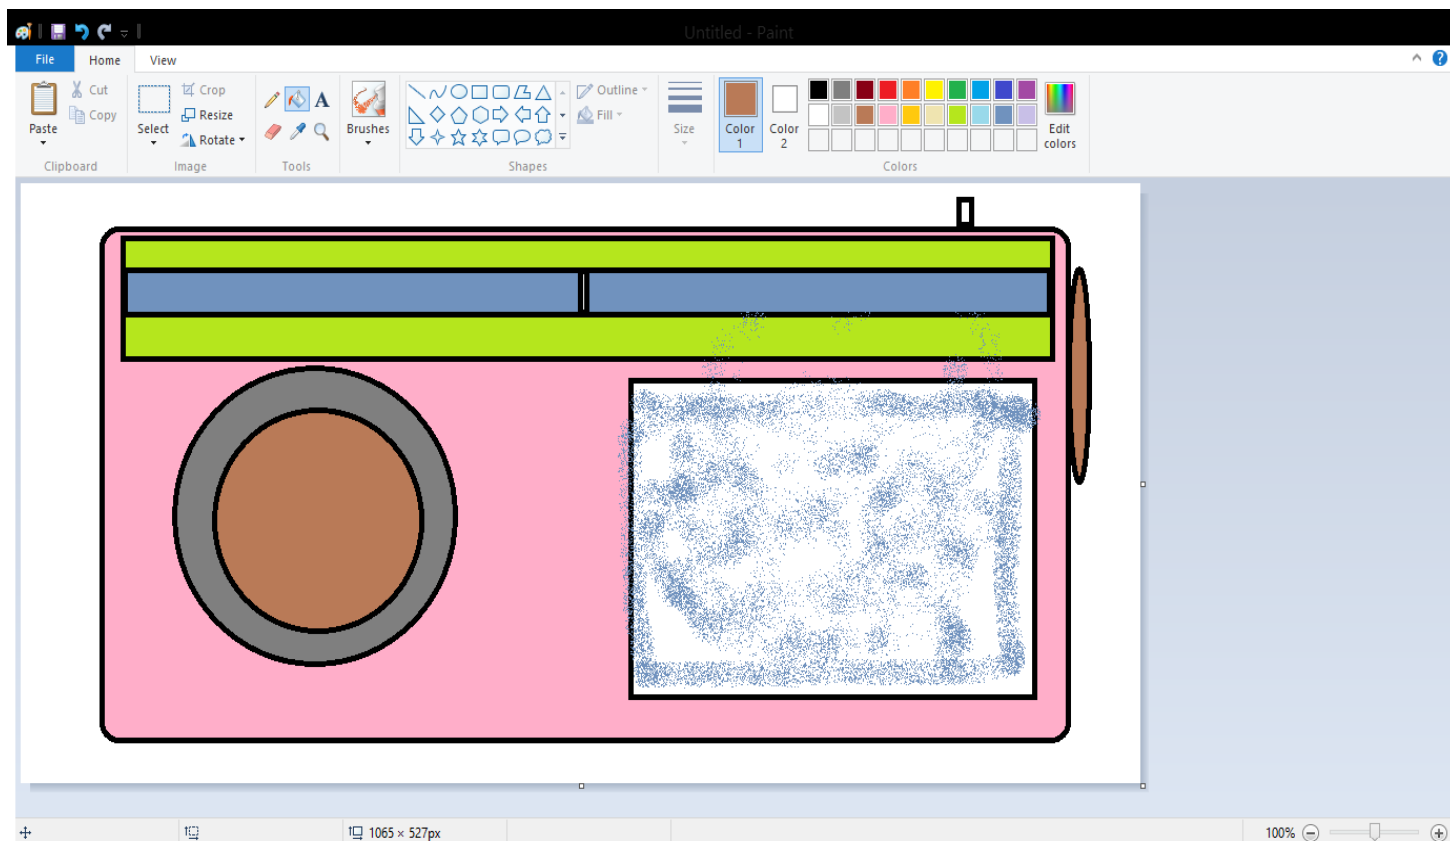 Untitled - Paint
File Home View
Paste
Cut
Copy
Clipboard
Select
Crop
Resize
Rotate
Image
A
Tools
Brushes
Outline
Fill
Shapes
Size
Color 1
Color 2
Edit colors
Colors
1065 × 527px
100%